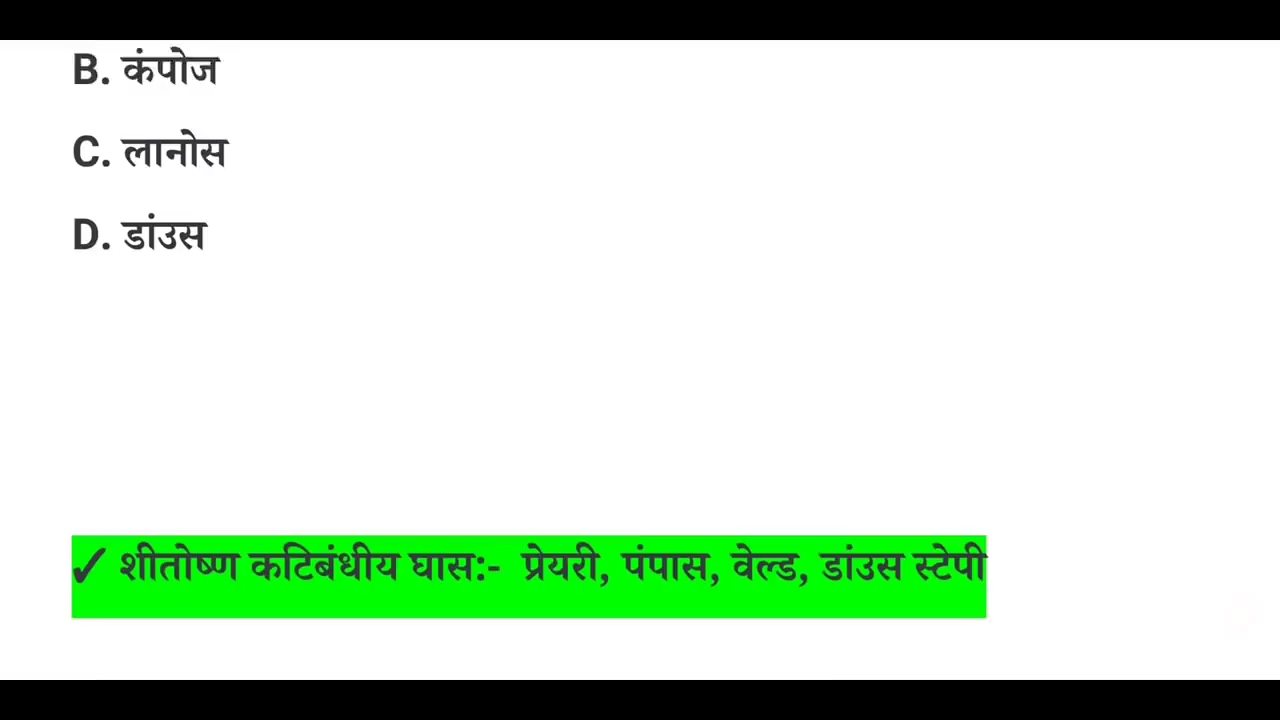 B. कंपोज
C. लानोस
D. डांउस
✓ शीतोष्ण कटिबंधीय घास:- प्रेयरी, पंपास, वेल्ड, डांउस स्टेपी